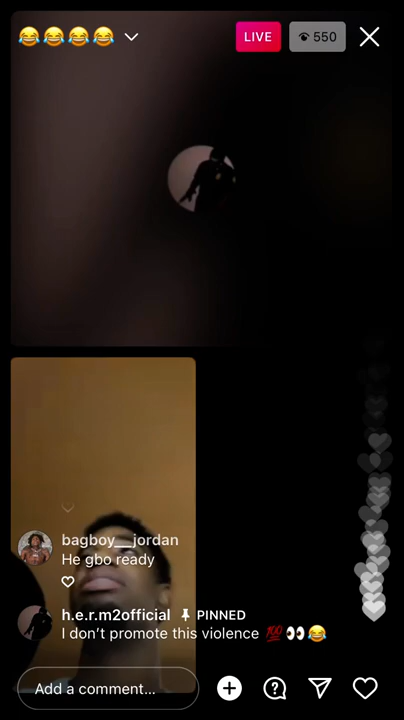 😂😂😂😂
LIVE
550
bagboy__jordan
He gbo ready
h.e.r.m2official PINNED
I don't promote this violence 💯👀😂
Add a comment...